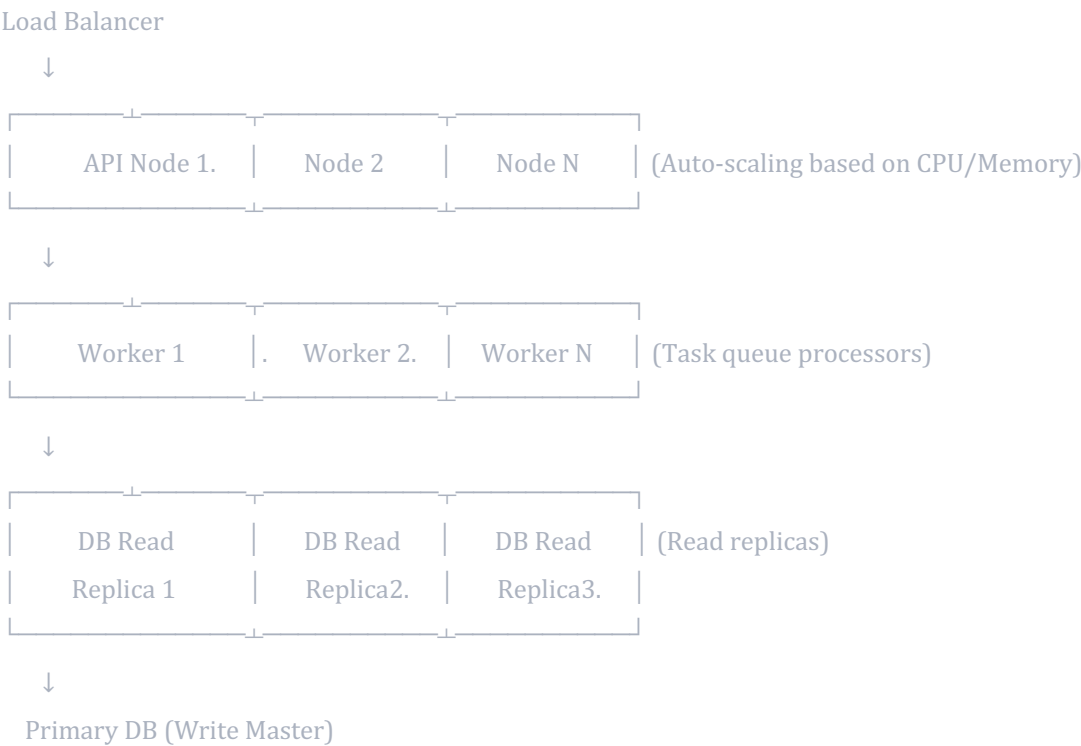 Load Balancer
↓
API Node 1. │ Node 2 │ Node N │ (Auto-scaling based on CPU/Memory)
↓
Worker 1 │. Worker 2. │ Worker N │ (Task queue processors)
↓
DB Read │ DB Read │ DB Read │ (Read replicas)
Replica 1 │ Replica2. │ Replica3. │
↓
Primary DB (Write Master)